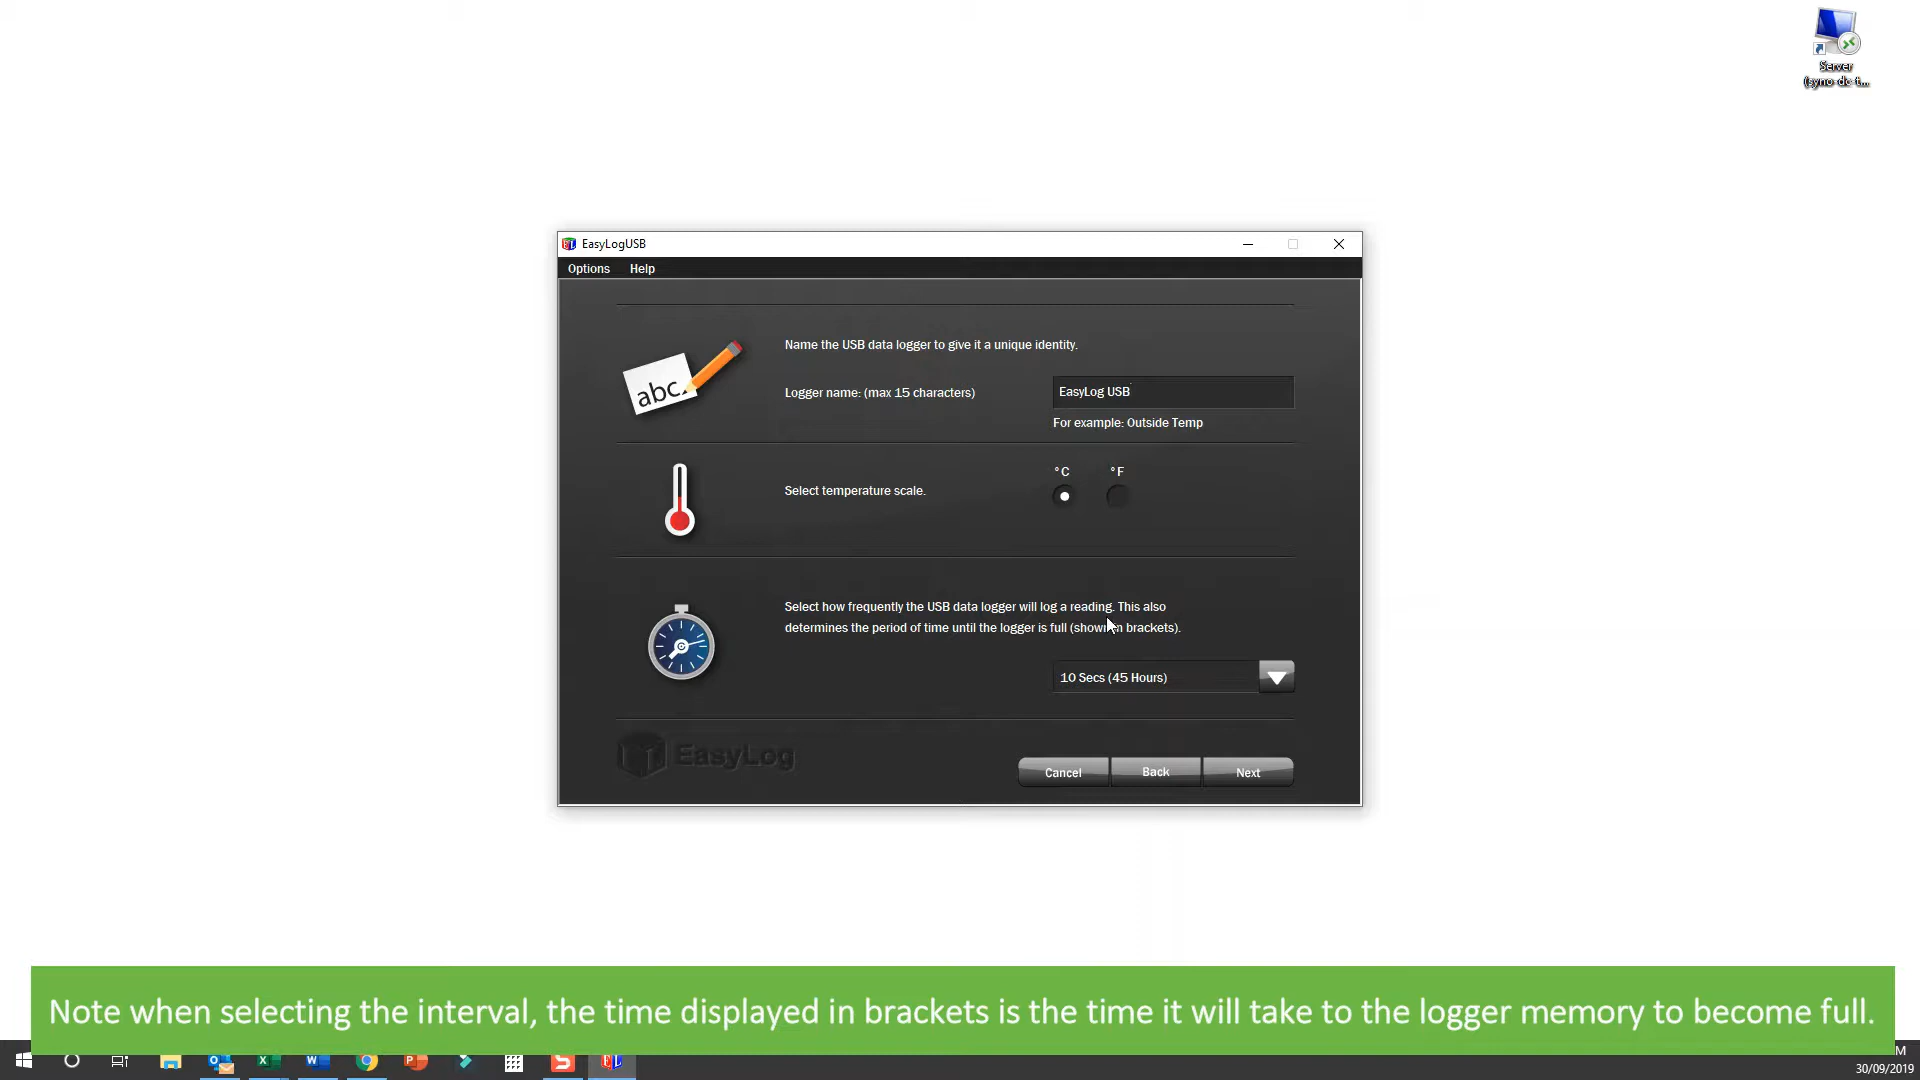 Server
(syno-dc-t...
EasyLogUSB
Options Help
Name the USB data logger to give it a unique identity.
abc
Logger name: (max 15 characters)
EasyLog USB
For example: Outside Temp
°C °F
Select temperature scale.
Select how frequently the USB data logger will log a reading. This also
determines the period of time until the logger is full (shown in brackets).
10 Secs (45 Hours)
EasyLog
Cancel Back Next
Note when selecting the interval, the time displayed in brackets is the time it will take to the logger memory to become full.
30/09/2019